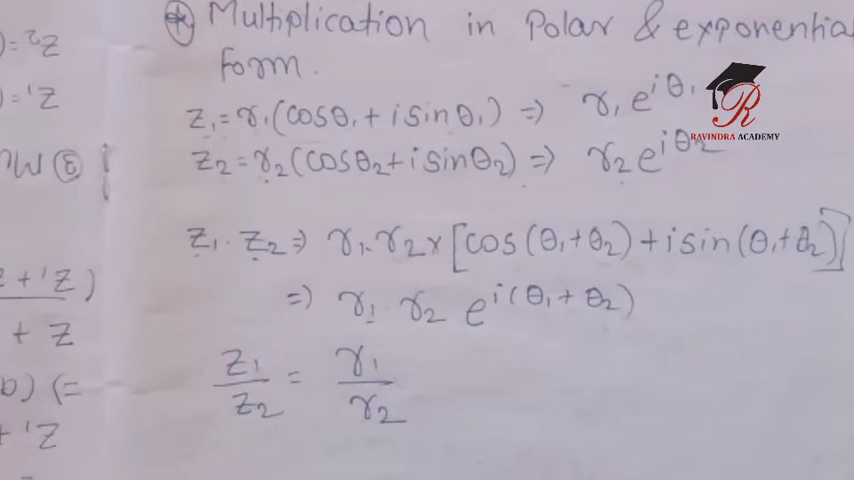 * Multiplication in Polar & exponential
form.
z₁ = r₁(cosθ₁ + i sinθ₁) => r₁ e^{iθ₁}
z₂ = r₂(cosθ₂ + i sinθ₂) => r₂ e^{iθ₂}
z₁ . z₂ => r₁. r₂ x [cos(θ₁+θ₂) + i sin(θ₁+θ₂)]
=> r₁ r₂ e^{i(θ₁+θ₂)}
z₁/z₂ = r₁/r₂
R
RAVINDRA ACADEMY